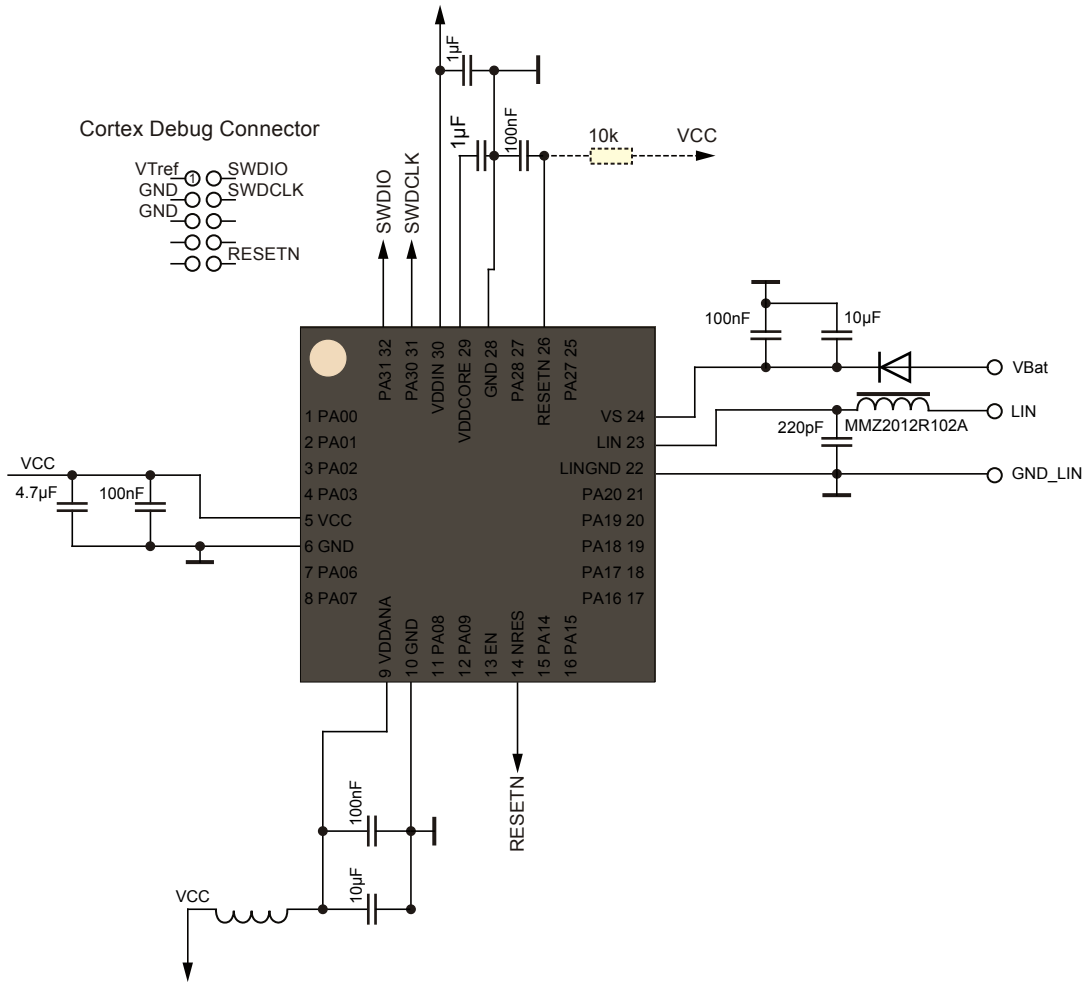 1µF
Cortex Debug Connector
1µF
100nF
10k
VCC
VTref
1
SWDIO
GND
SWDCLK
GND
RESETN
SWDIO
SWDCLK
PA31 32
PA30 31
VDDIN 30
VDDCORE 29
GND 28
PA28 27
RESETN 26
PA27 25
100nF
10µF
VBat
LIN
MMZ2012R102A
220pF
GND_LIN
1 PA00
2 PA01
3 PA02
4 PA03
5 VCC
6 GND
7 PA06
8 PA07
VS 24
LIN 23
LINGND 22
PA20 21
PA19 20
PA18 19
PA17 18
PA16 17
VCC
4.7µF
100nF
9 VDDANA
10 GND
11 PA08
12 PA09
13 EN
14 NRES
15 PA14
16 PA15
RESETN
100nF
10µF
VCC